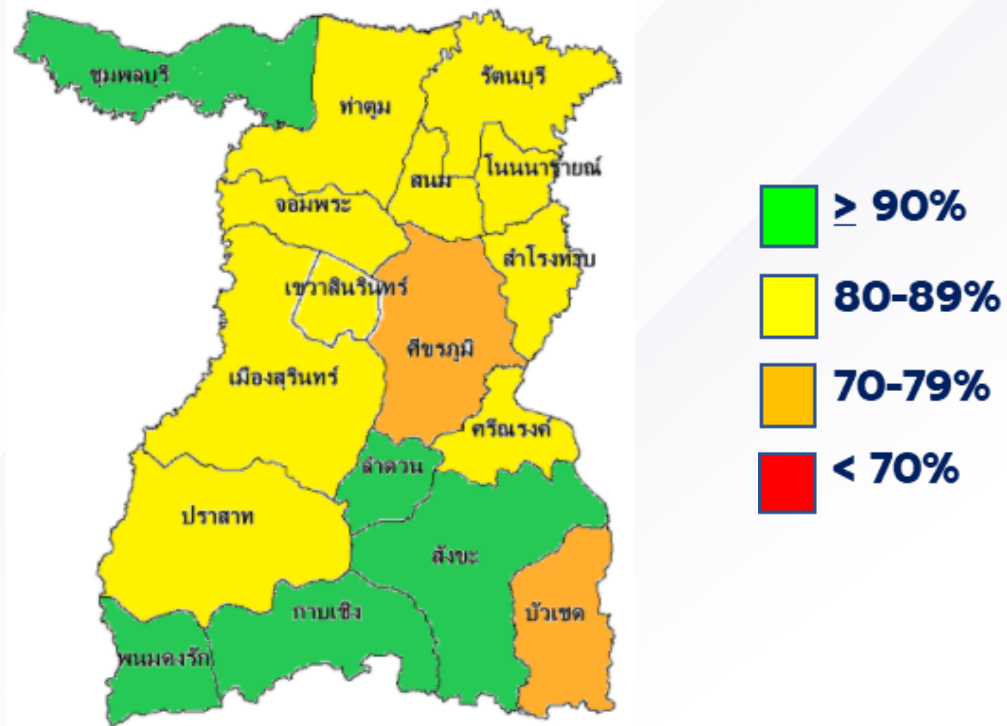 ชุมพลบุรี
รัตนบุรี
ท่าตูม
สนม
โนนนารายณ์
จอมพระ
สำโรงทาบ
เขวาสินรินทร์
ศีขรภูมิ
เมืองสุรินทร์
ศรีณรงค์
ลำดวน
ปราสาท
สังขะ
กาบเชิง
บัวเชด
พนมดงรัก
≥ 90%
80-89%
70-79%
< 70%